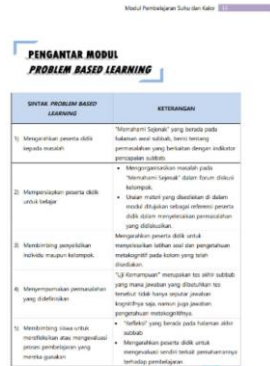 Modul Pembelajaran Suhu dan Kalor
PENGANTAR MODUL
PROBLEM BASED LEARNING
SINTAK PROBLEM BASED
LEARNING
KETERANGAN
1) Mengarahkan peserta didik
kepada masalah
"Memahami Sejenak" yang berada pada
halaman awal subbab, berisi tentang
permasalahan yang berkaitan dengan indikator
pencapaian subbab.
2) Mempersiapkan peserta didik
untuk belajar
• Mengorganisasikan masalah pada
"Memahami Sejenak" dalam forum diskusi
kelompok.
• Uraian materi yang disediakan di dalam
modul ditujukan sebagai referensi peserta
didik dalam menyelesaikan permasalahan
yang didiskusikan.
3) Membimbing penyelidikan
individu maupun kelompok.
Mengarahkan peserta didik untuk
menyelesaikan latihan soal dan pengetahuan
metakognitif pada kolom yang telah
disediakan.
4) Menyempurnakan permasalahan
yang didefinisikan
"Uji Kemampuan" merupakan tes akhir subbab
yang mana jawaban yang dibutuhkan tes
tersebut tidak hanya seputar jawaban
kognitifnya saja, namun juga jawaban
pengetahuan metakognitifnya.
5) Membimbing siswa untuk
merefleksikan atau mengevaluasi
proses pembelajaran yang
mereka gunakan
• "Refleksi" yang berada pada halaman akhir
subbab
• Mengarahkan peserta didik untuk
mengevaluasi sendiri terkait pemahamannya
terhadap pembelajaran